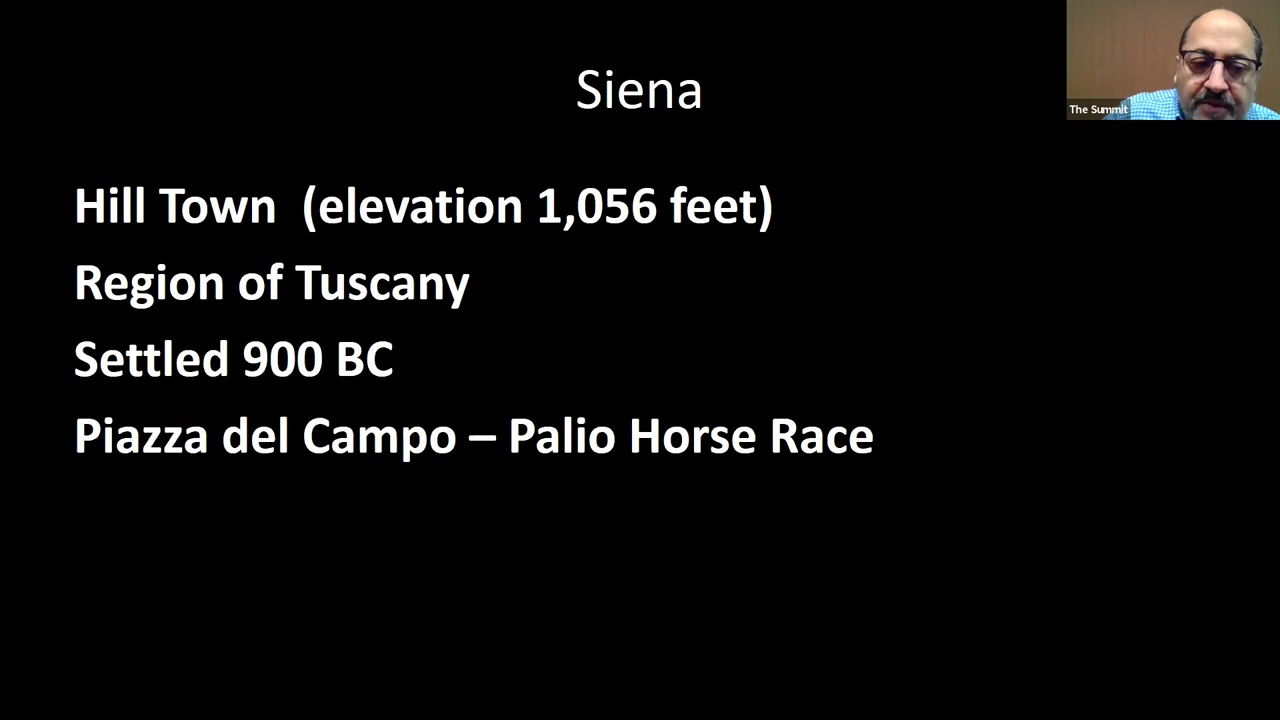 Siena
The Summit
Hill Town (elevation 1,056 feet)
Region of Tuscany
Settled 900 BC
Piazza del Campo – Palio Horse Race